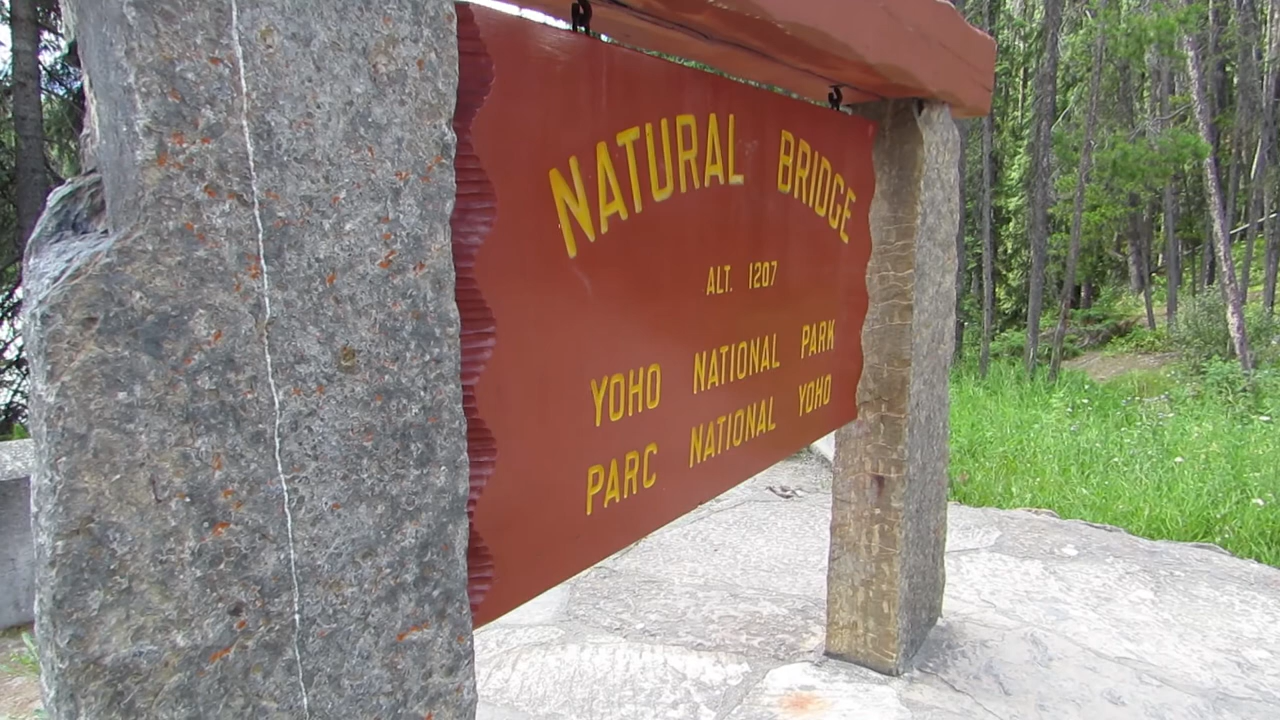 NATURAL BRIDGE
ALT. 1207
YOHO NATIONAL PARK
PARC NATIONAL YOHO